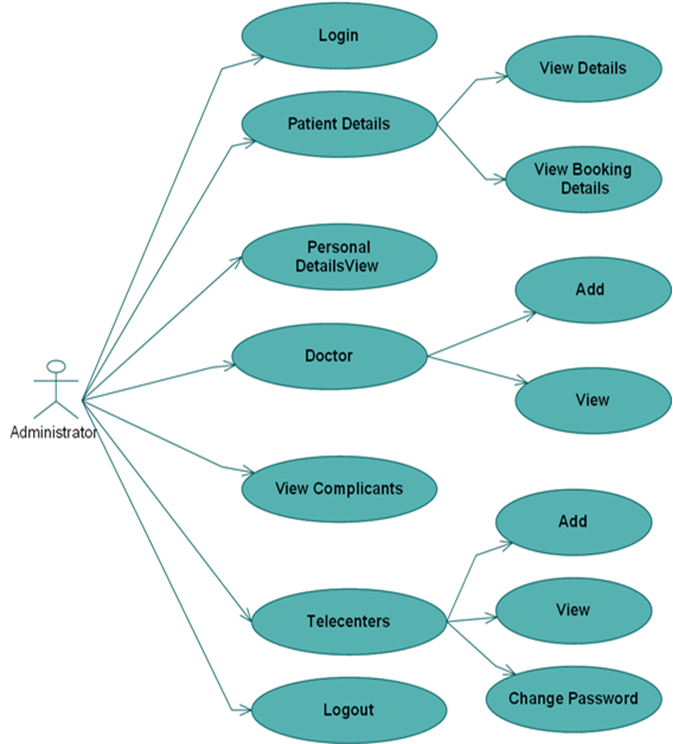 Login
Patient Details
View Details
View Booking
Details
Personal
DetailsView
Doctor
Add
View
Administrator
View Complicants
Telecenters
Add
View
Change Password
Logout